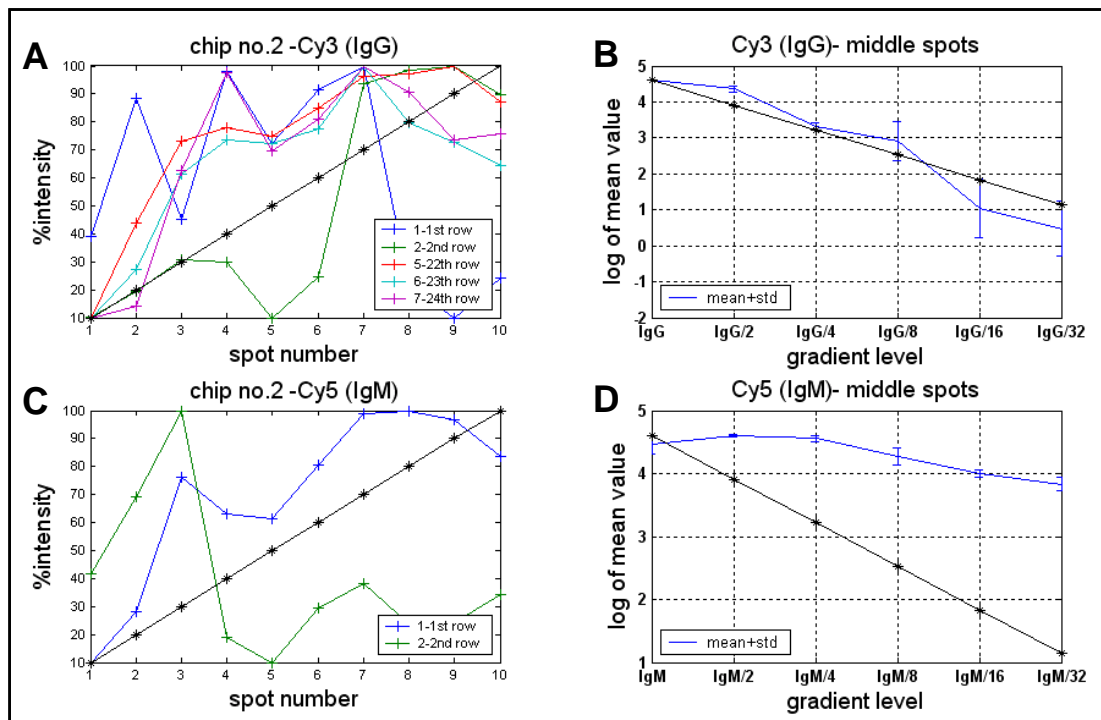 A
chip no.2 -Cy3 (IgG)
%intensity
100
90
80
70
60
50
40
30
20
10
1 2 3 4 5 6 7 8 9 10
spot number
1-1st row
2-2nd row
5-22th row
6-23th row
7-24th row
B
Cy3 (IgG)- middle spots
log of mean value
5
4
3
2
1
0
-1
-2
IgG IgG/2 IgG/4 IgG/8 IgG/16 IgG/32
gradient level
mean+std
C
chip no.2 -Cy5 (IgM)
%intensity
100
90
80
70
60
50
40
30
20
10
1 2 3 4 5 6 7 8 9 10
spot number
1-1st row
2-2nd row
D
Cy5 (IgM)- middle spots
log of mean value
5
4
3
2
1
IgM IgM/2 IgM/4 IgM/8 IgM/16 IgM/32
gradient level
mean+std